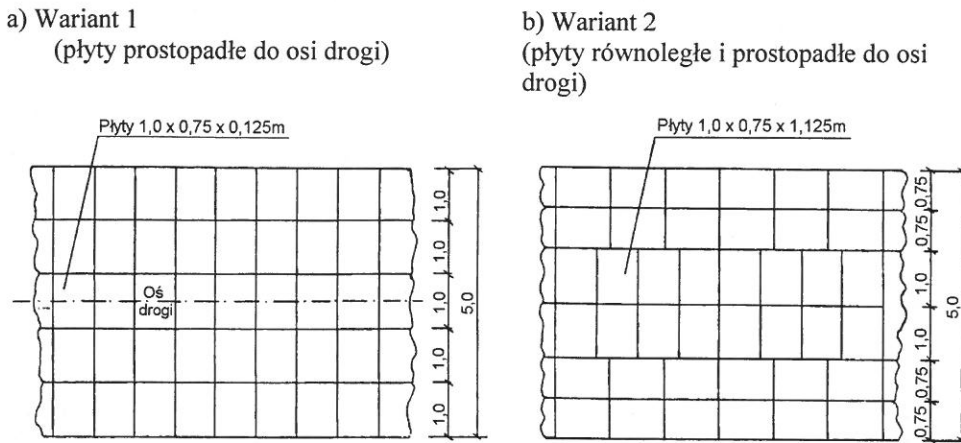 a) Wariant 1
(płyty prostopadłe do osi drogi)
Płyty 1,0 x 0,75 x 0,125m
Oś
drogi
1,0
1,0
1,0
1,0
1,0
5,0
b) Wariant 2
(płyty równoległe i prostopadłe do osi
drogi)
Płyty 1,0 x 0,75 x 1,125m
0,75
0,75
1,0
1,0
0,75
0,75
5,0